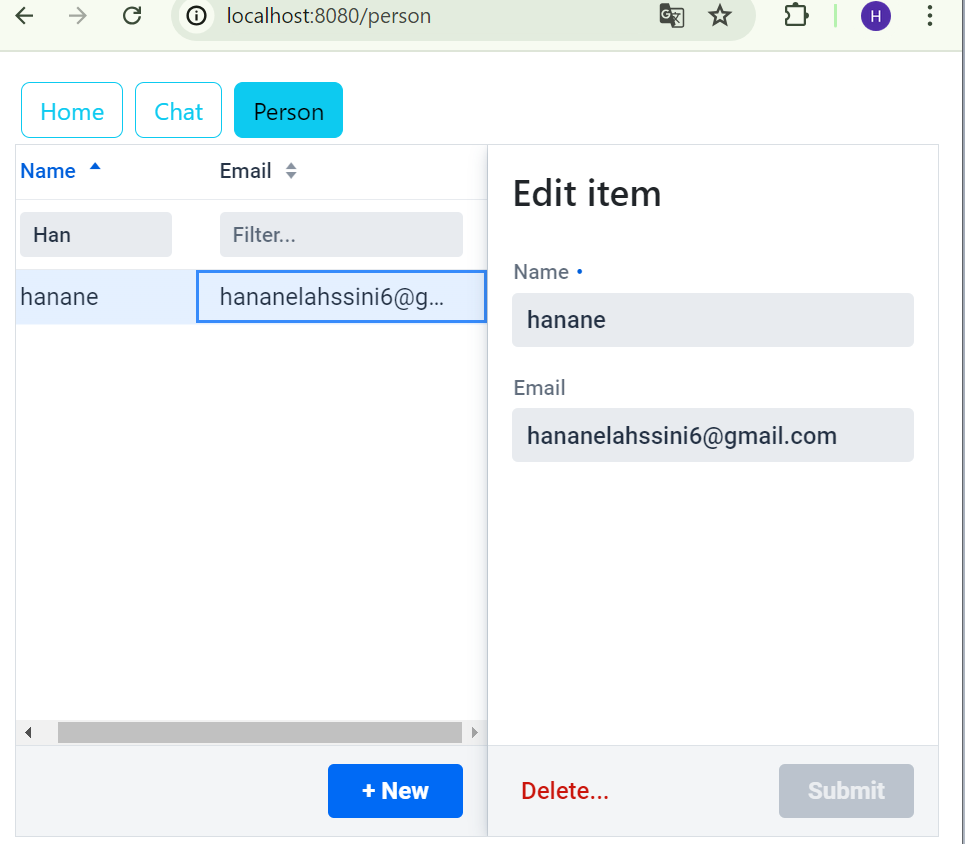 localhost:8080/person
H
Home Chat Person
Name Email
Han Filter...
hanane hananelahssini6@g...
+ New
Edit item
Name •
hanane
Email
hananelahssini6@gmail.com
Delete... Submit